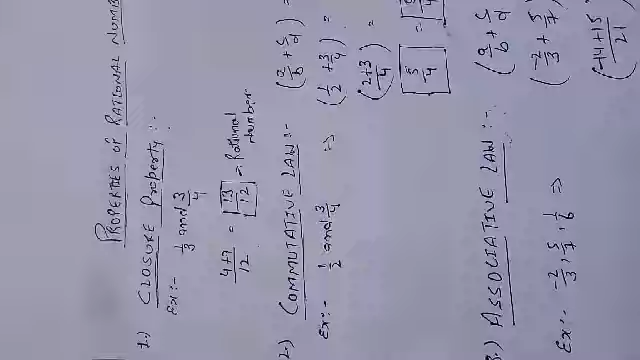 PROPERTIES OF RATIONAL NUMB
1.) CLOSURE Property :-
Ex:- 1/3 and 3/4
4+9/12 = 13/12 = Rational number.
2.) COMMUTATIVE LAW:- (a/b + c/d) =
Ex:- 1/2 and 3/4 => (1/2 + 3/4) =
(2+3/4) =
5/4 =
3.) ASSOCIATIVE LAW :- (a/b + c/d
Ex:- -2/3, 5/7, 1/6 => (-2/3 + 5/7)
(-14+15/21)